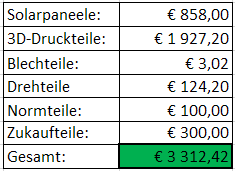 Solarpaneele: € 858,00
3D-Druckteile: € 1 927,20
Blechteile: € 3,02
Drehteile € 124,20
Normteile: € 100,00
Zukaufteile: € 300,00
Gesamt: € 3 312,42